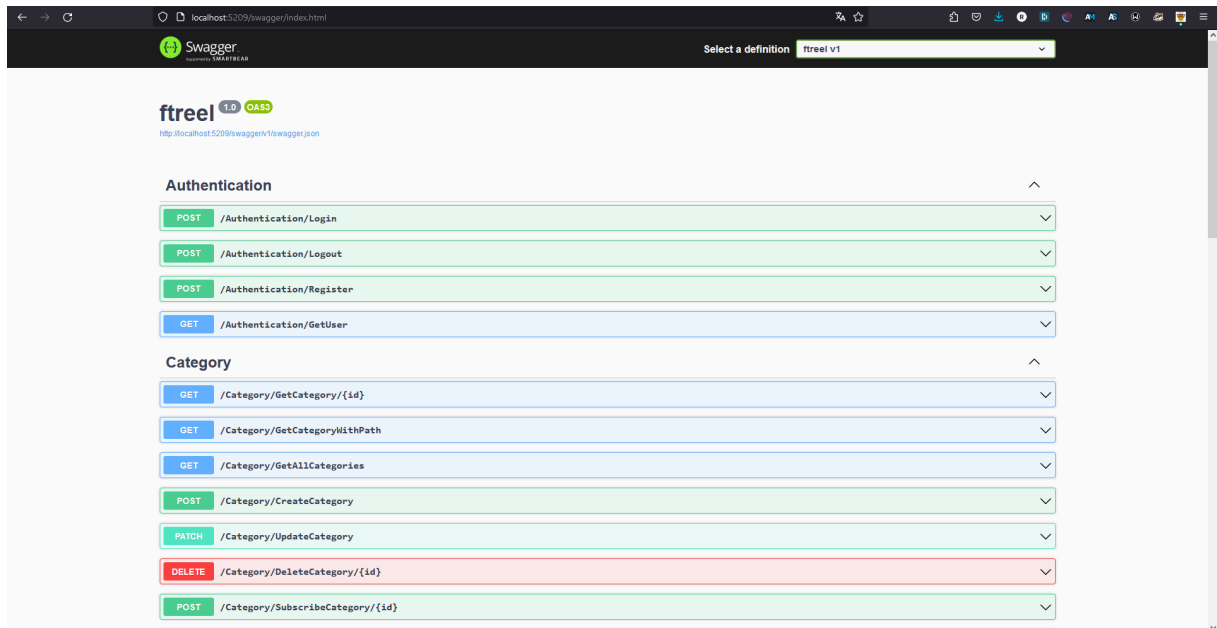 localhost:5209/swagger/index.html
Swagger.
Supported by SMARTBEAR
Select a definition
ftreel v1
ftreel 1.0 OAS3
http://localhost:5209/swagger/v1/swagger.json
Authentication
POST /Authentication/Login
POST /Authentication/Logout
POST /Authentication/Register
GET /Authentication/GetUser
Category
GET /Category/GetCategory/{id}
GET /Category/GetCategoryWithPath
GET /Category/GetAllCategories
POST /Category/CreateCategory
PATCH /Category/UpdateCategory
DELETE /Category/DeleteCategory/{id}
POST /Category/SubscribeCategory/{id}